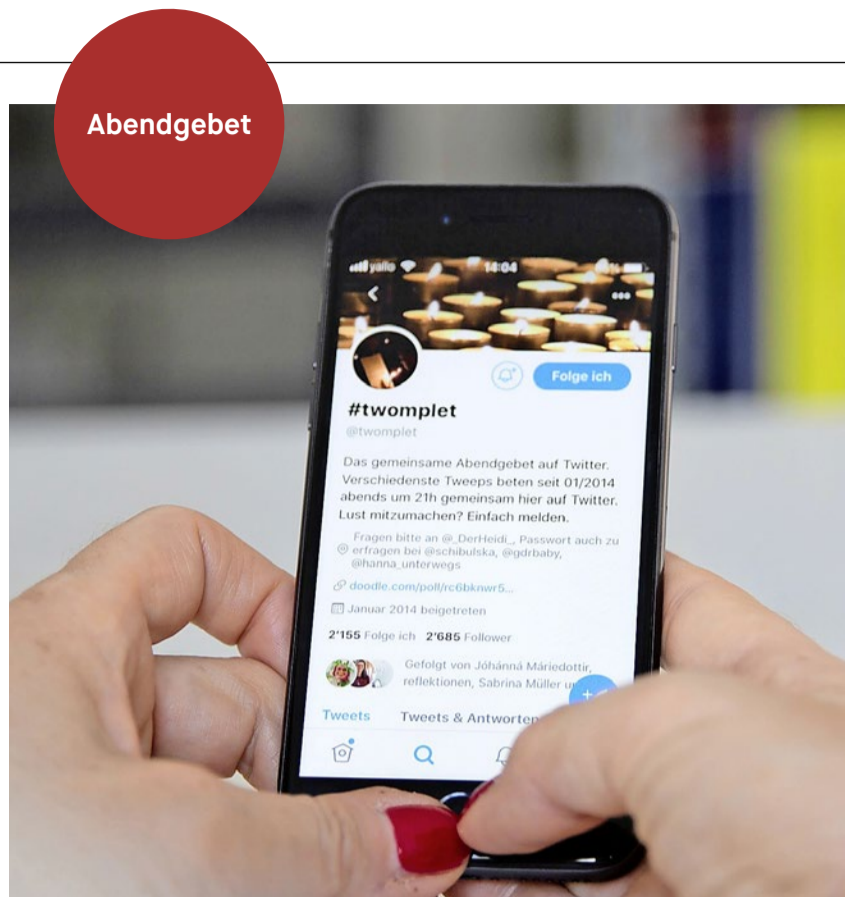 Abendgebet
yallo
14:04
Folge ich
#twomplet
@twomplet
Das gemeinsame Abendgebet auf Twitter.
Verschiedenste Tweeps beten seit 01/2014
abends um 21h gemeinsam hier auf Twitter.
Lust mitzumachen? Einfach melden.
Fragen bitte an @_DerHeidi_, Passwort auch zu
erfragen bei @schibulska, @gdrbaby,
@hanna_unterwegs
doodle.com/poll/rc6bknwr5...
Januar 2014 beigetreten
2'155 Folge ich 2'685 Follower
Gefolgt von Jóhánná Máriedottir,
reflektionen, Sabrina Müller
Tweets Tweets & Antworten